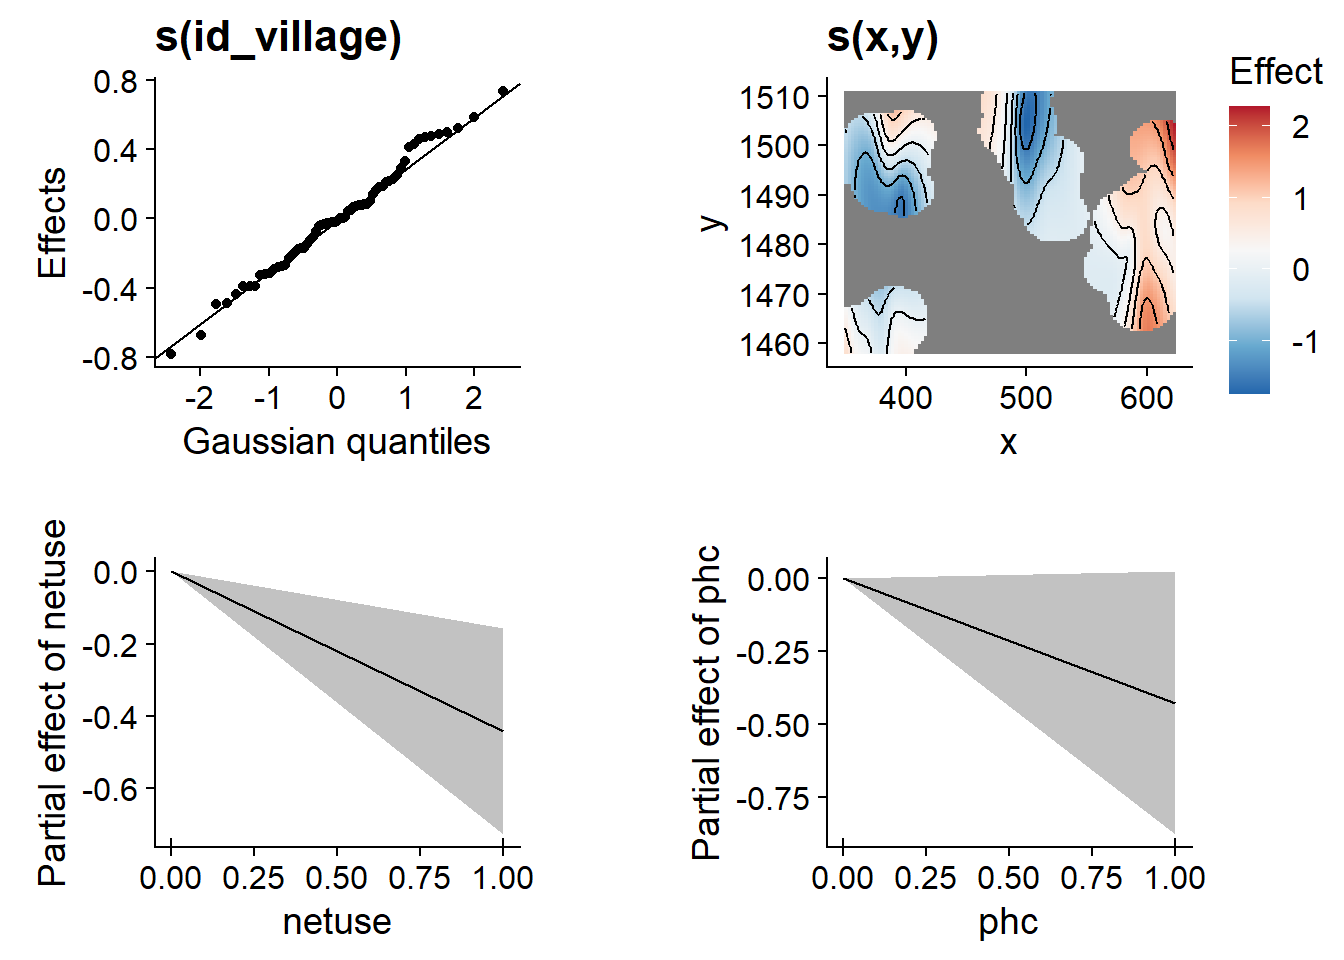 s(id_village)
Effects
0.8
0.4
0.0
-0.4
-0.8
-2 -1 0 1 2
Gaussian quantiles
s(x,y)
y
1510
1500
1490
1480
1470
1460
400 500 600
x
Effect
2
1
0
-1
Partial effect of netuse
0.0
-0.2
-0.4
-0.6
0.00 0.25 0.50 0.75 1.00
netuse
Partial effect of phc
0.00
-0.25
-0.50
-0.75
0.00 0.25 0.50 0.75 1.00
phc